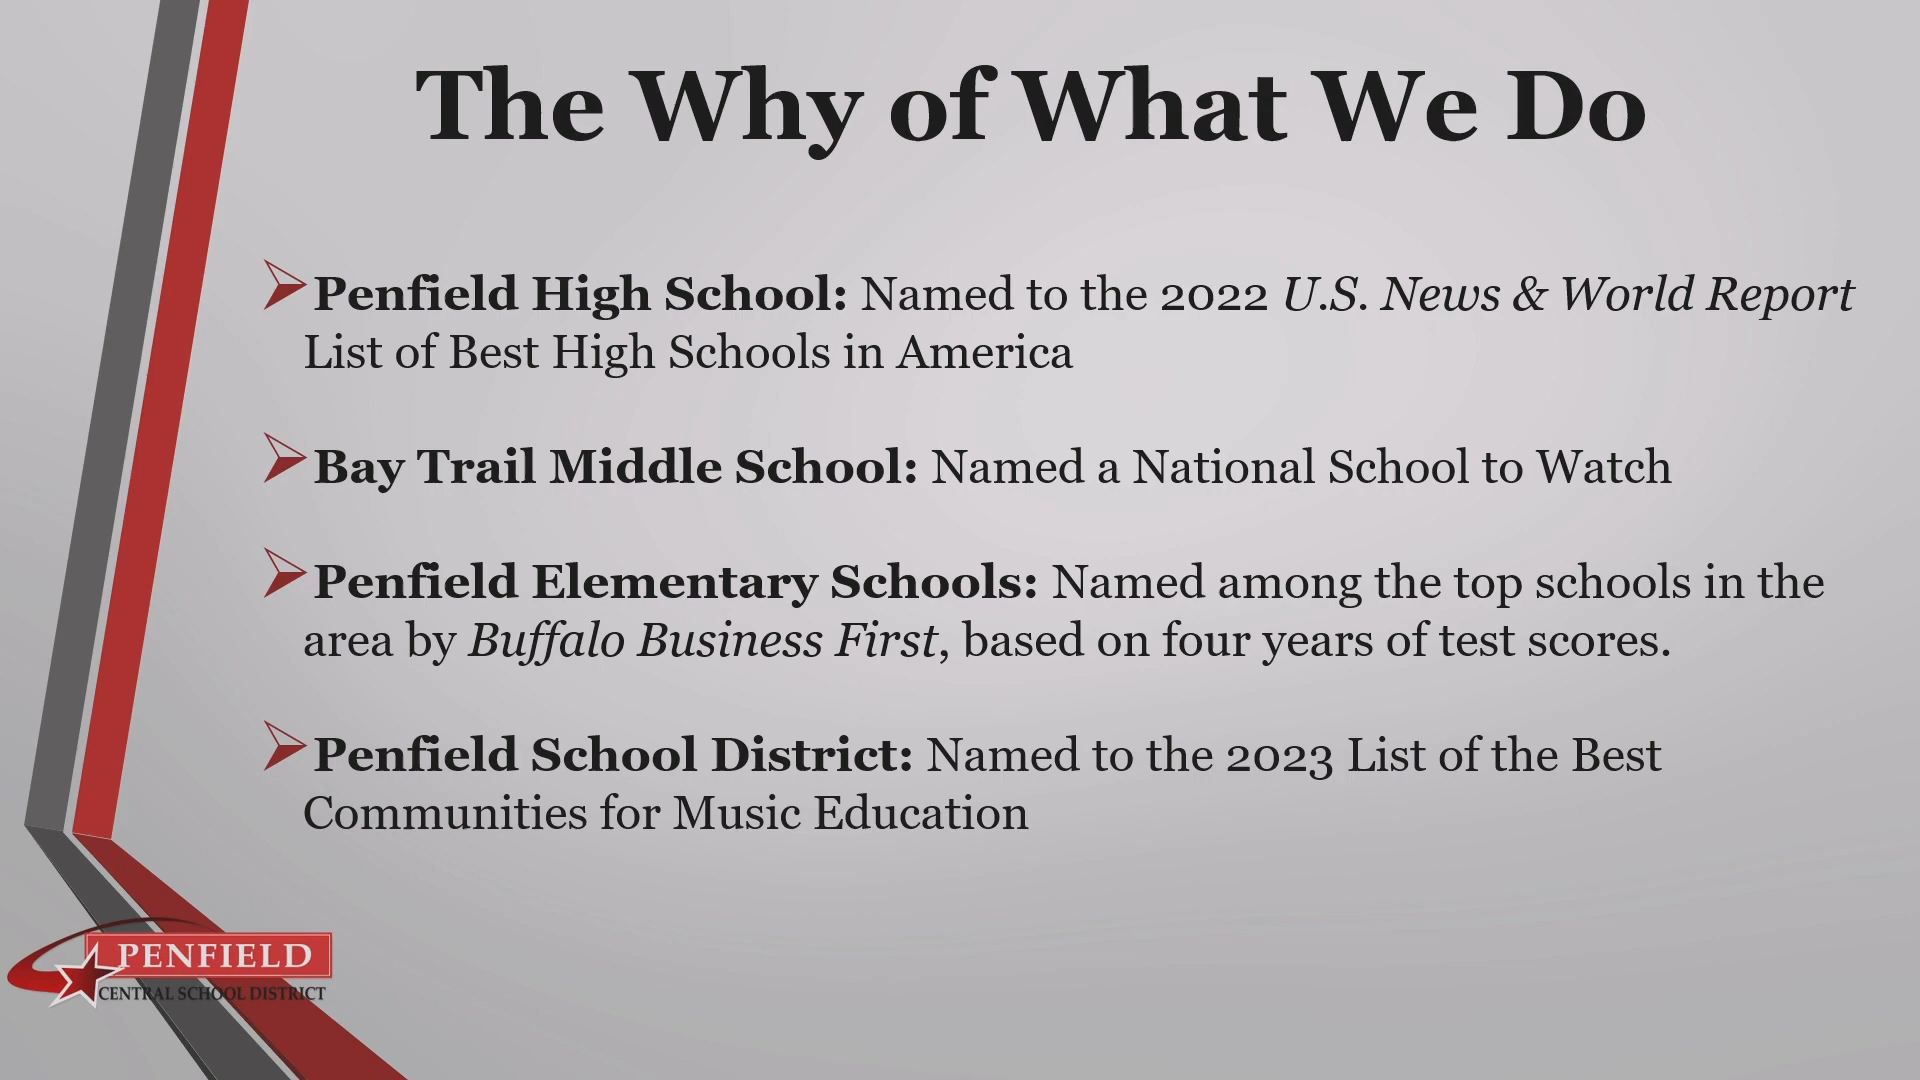 The Why of What We Do
Penfield High School: Named to the 2022 U.S. News & World Report
List of Best High Schools in America
Bay Trail Middle School: Named a National School to Watch
Penfield Elementary Schools: Named among the top schools in the
area by Buffalo Business First, based on four years of test scores.
Penfield School District: Named to the 2023 List of the Best
Communities for Music Education
PENFIELD
CENTRAL SCHOOL DISTRICT